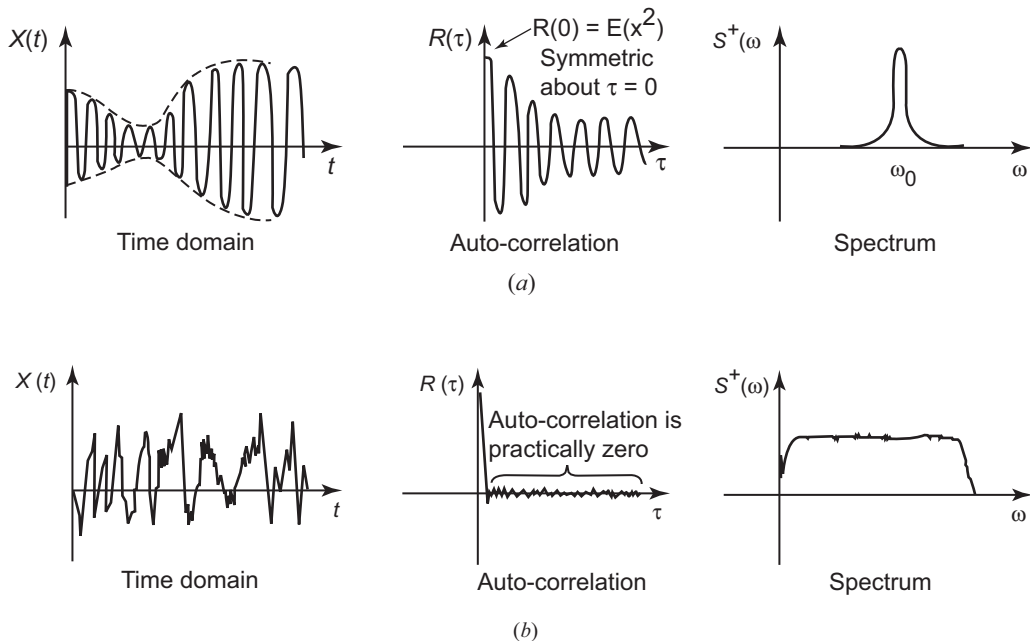 X(t)
t
Time domain
R(τ)
R(0) = E(x²)
Symmetric
about τ = 0
τ
Auto-correlation
S⁺(ω
ω₀
ω
Spectrum
(a)
X (t)
t
Time domain
R (τ)
Auto-correlation is
practically zero
τ
Auto-correlation
S⁺(ω)
ω
Spectrum
(b)